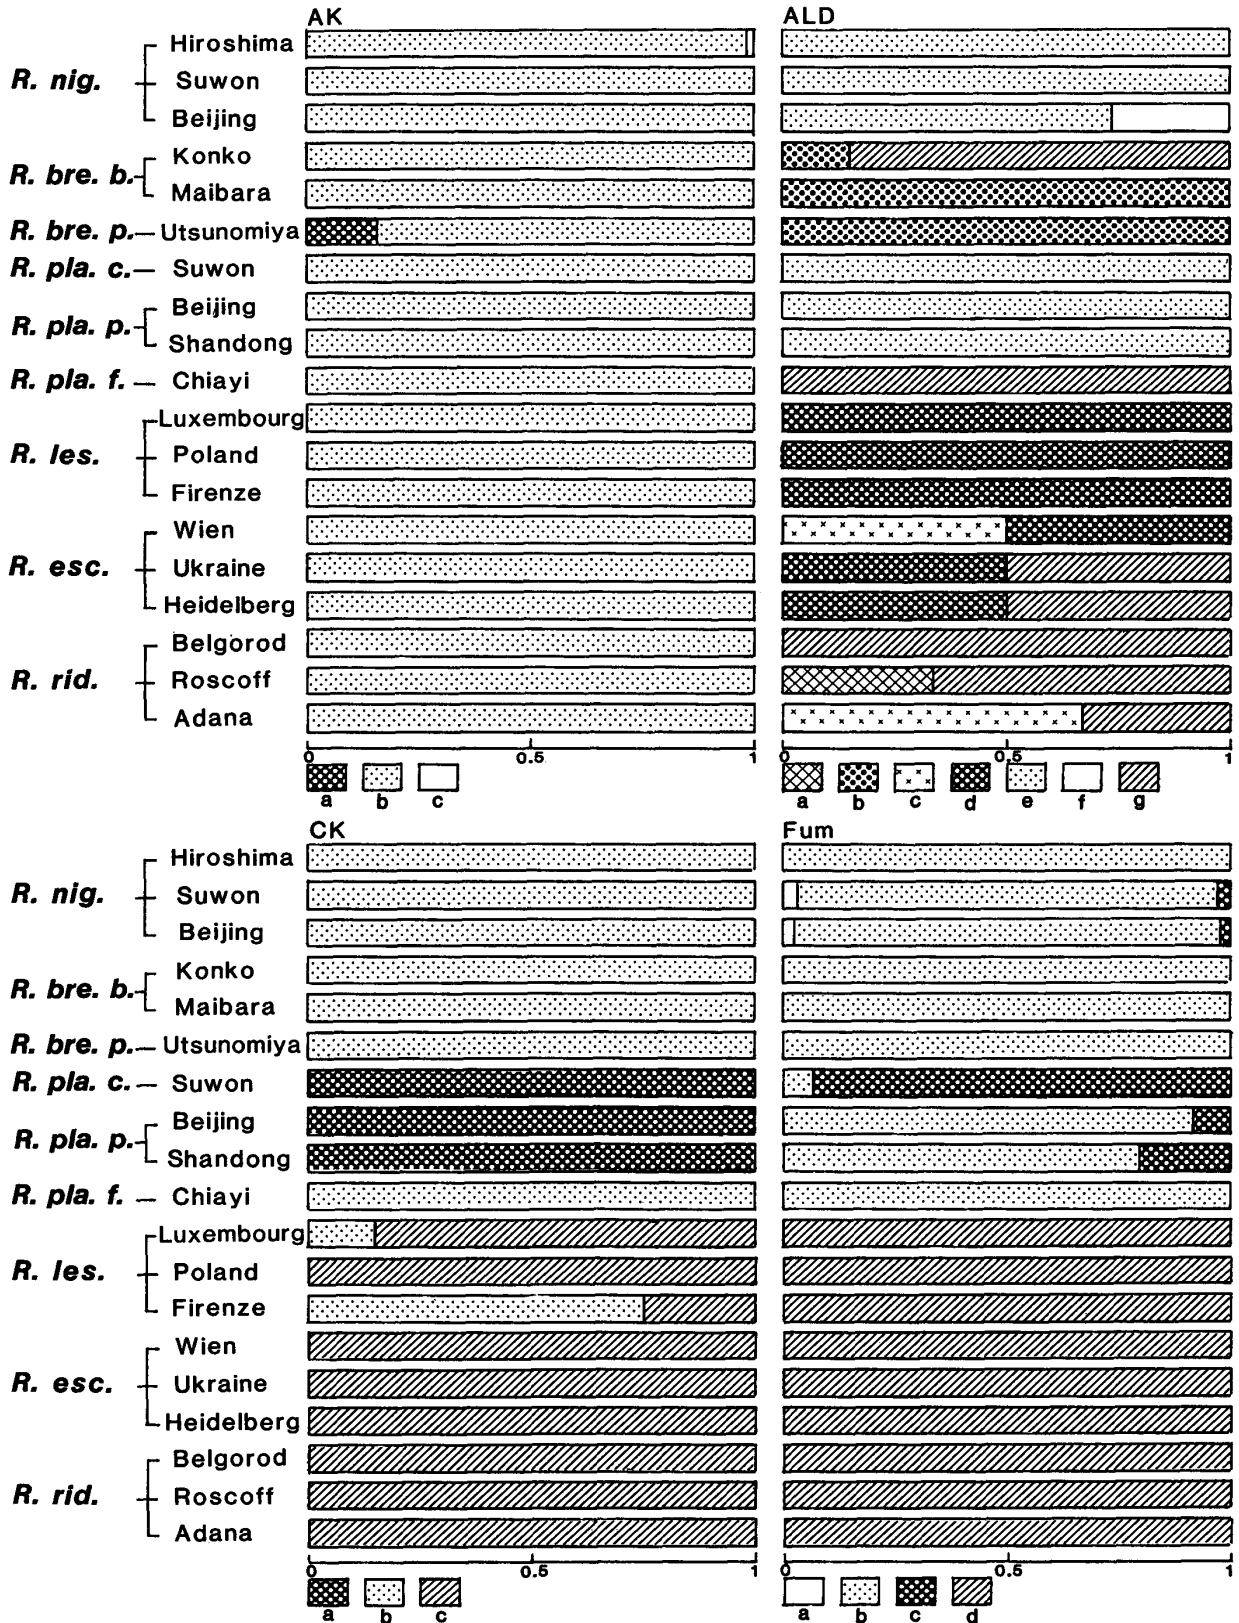 AK ALD
Hiroshima
R. nig. Suwon
Beijing
Konko
R. bre. b.
Maibara
R. bre. p. Utsunomiya
R. pla. c. Suwon
Beijing
R. pla. p.
Shandong
R. pla. f. Chiayi
Luxembourg
R. les. Poland
Firenze
Wien
R. esc. Ukraine
Heidelberg
Belgorod
R. rid. Roscoff
Adana
0 0.5 1 0 0.5 1
a b c a b c d e f g
CK Fum
Hiroshima
R. nig. Suwon
Beijing
Konko
R. bre. b.
Maibara
R. bre. p. Utsunomiya
R. pla. c. Suwon
Beijing
R. pla. p.
Shandong
R. pla. f. Chiayi
Luxembourg
R. les. Poland
Firenze
Wien
R. esc. Ukraine
Heidelberg
Belgorod
R. rid. Roscoff
Adana
0 0.5 1 0 0.5 1
a b c a b c d